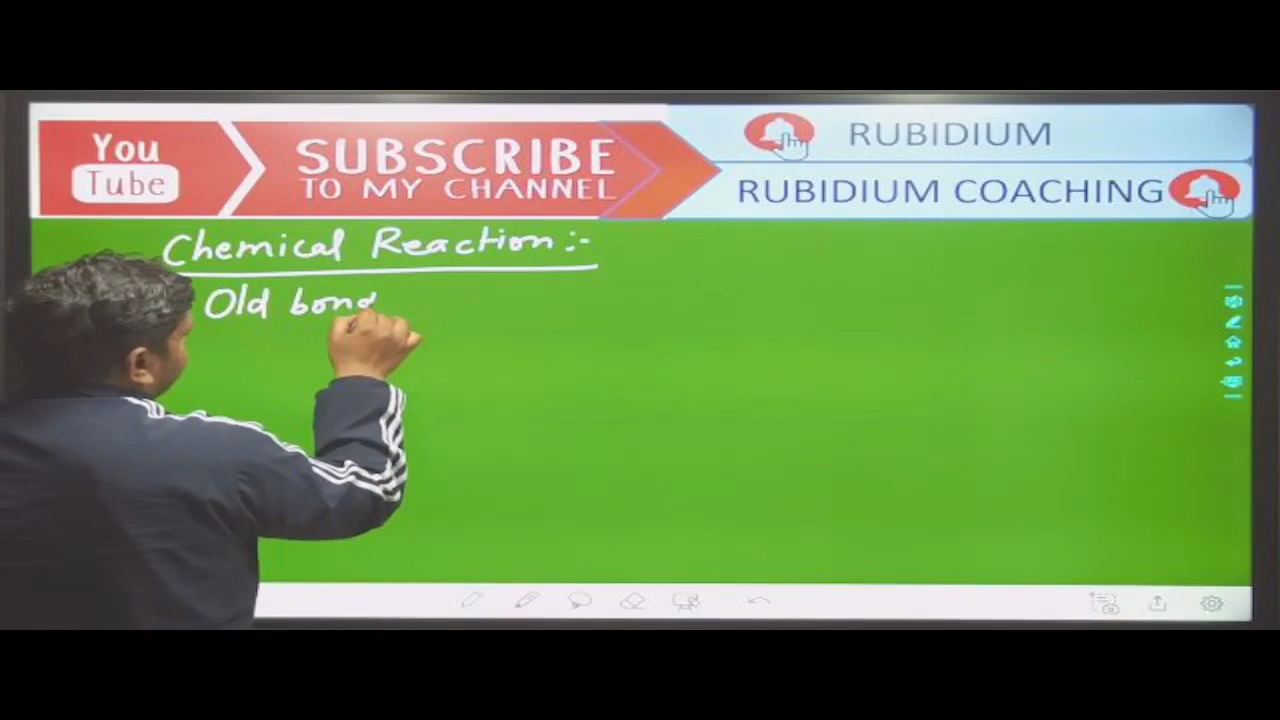 You
Tube
SUBSCRIBE
TO MY CHANNEL
RUBIDIUM
RUBIDIUM COACHING
Chemical Reaction :-
Old bond